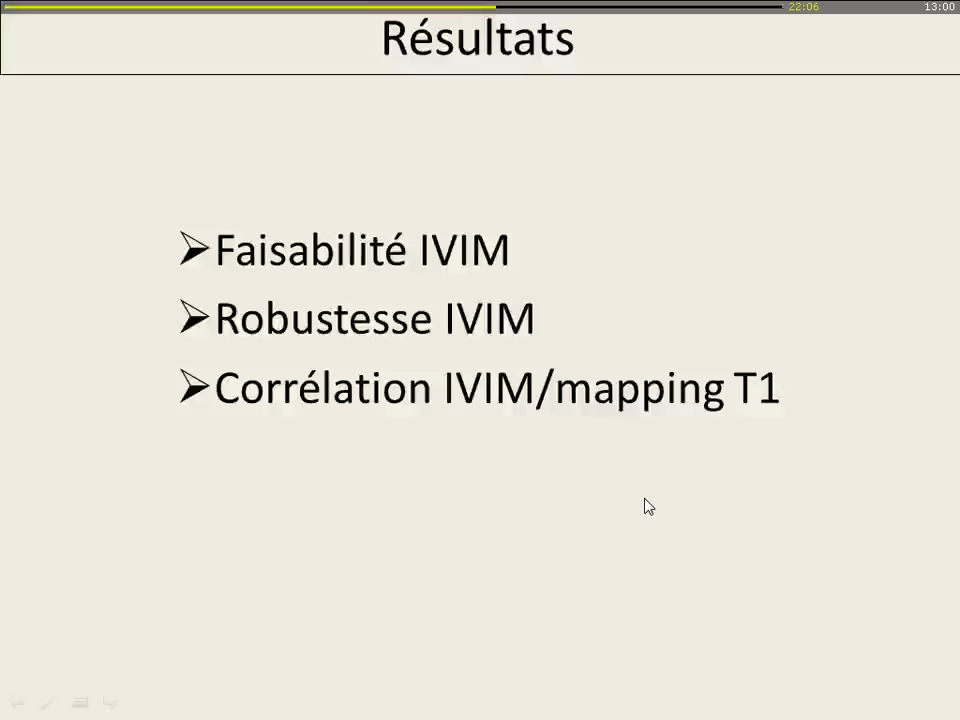 22:06 13:00
Résultats
➢Faisabilité IVIM
➢Robustesse IVIM
➢Corrélation IVIM/mapping T1